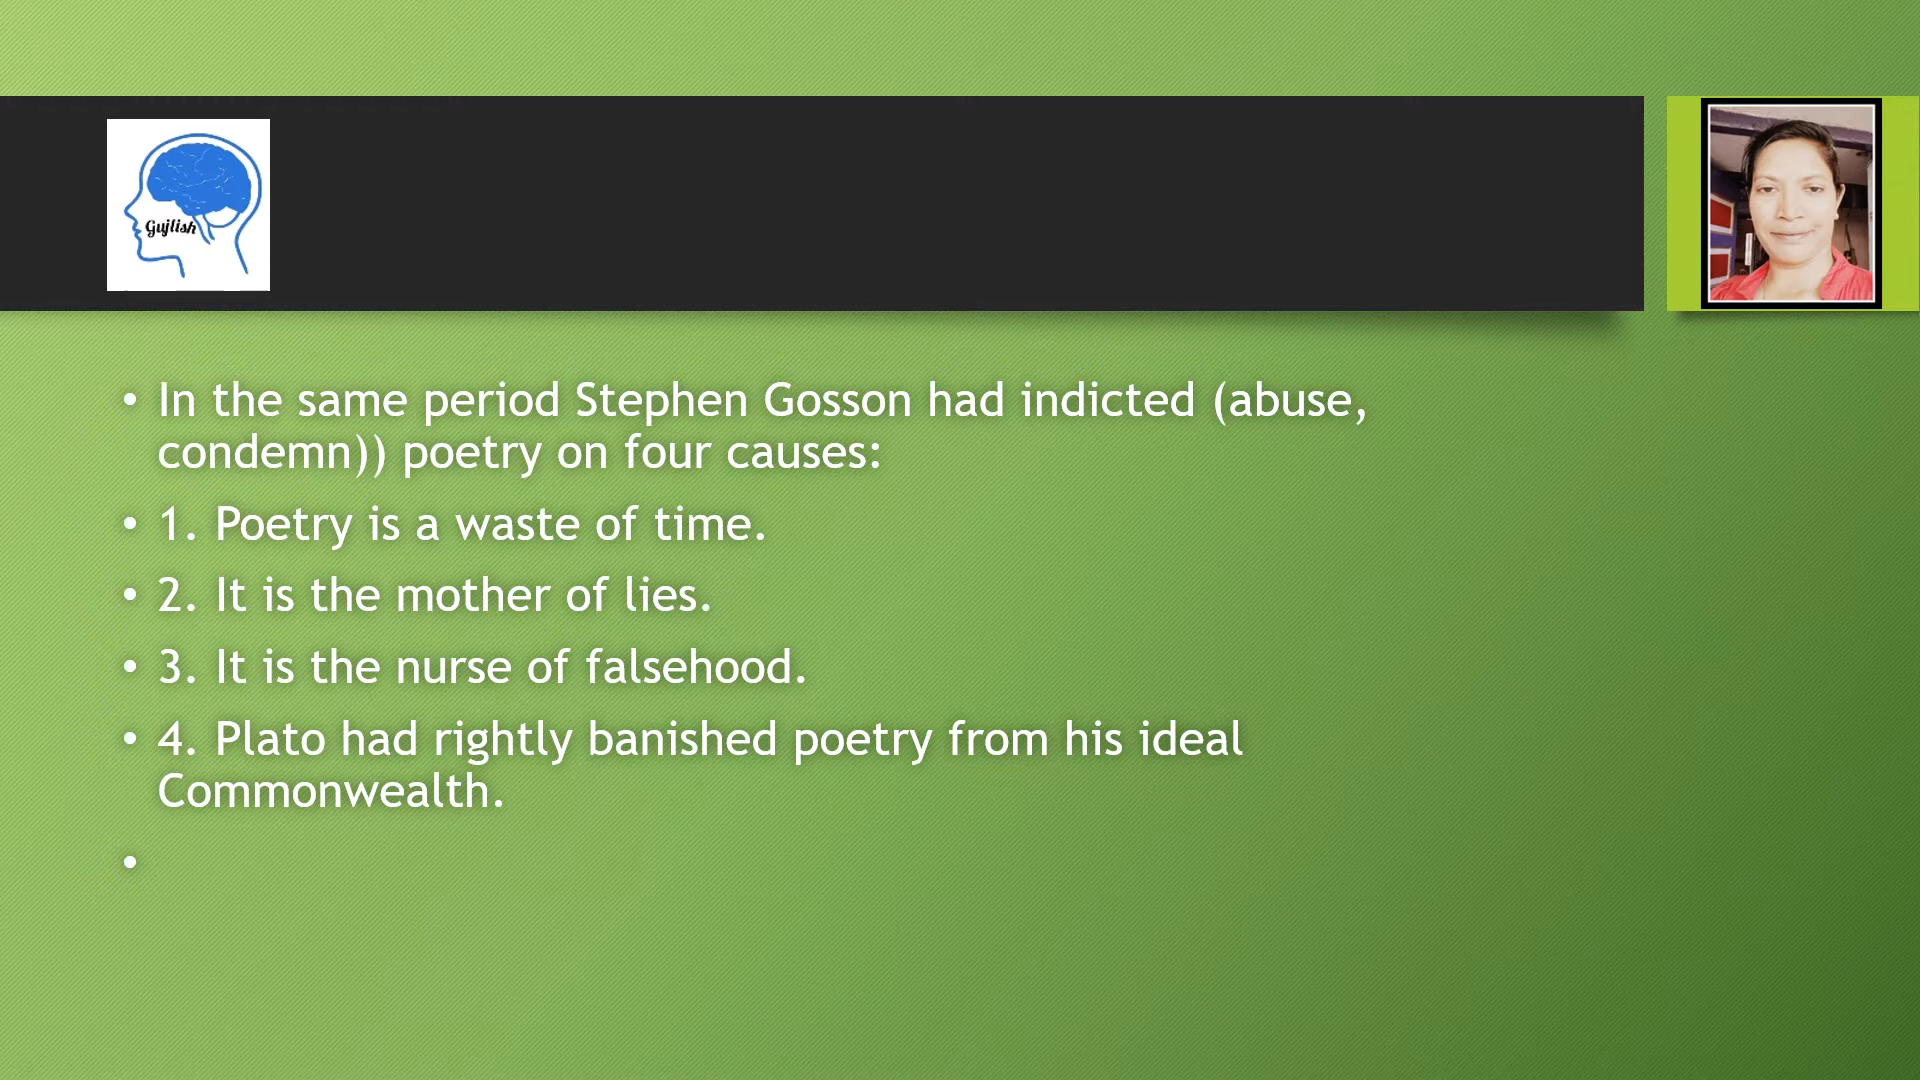 Gujlish
• In the same period Stephen Gosson had indicted (abuse,
condemn)) poetry on four causes:
• 1. Poetry is a waste of time.
• 2. It is the mother of lies.
• 3. It is the nurse of falsehood.
• 4. Plato had rightly banished poetry from his ideal
Commonwealth.
•